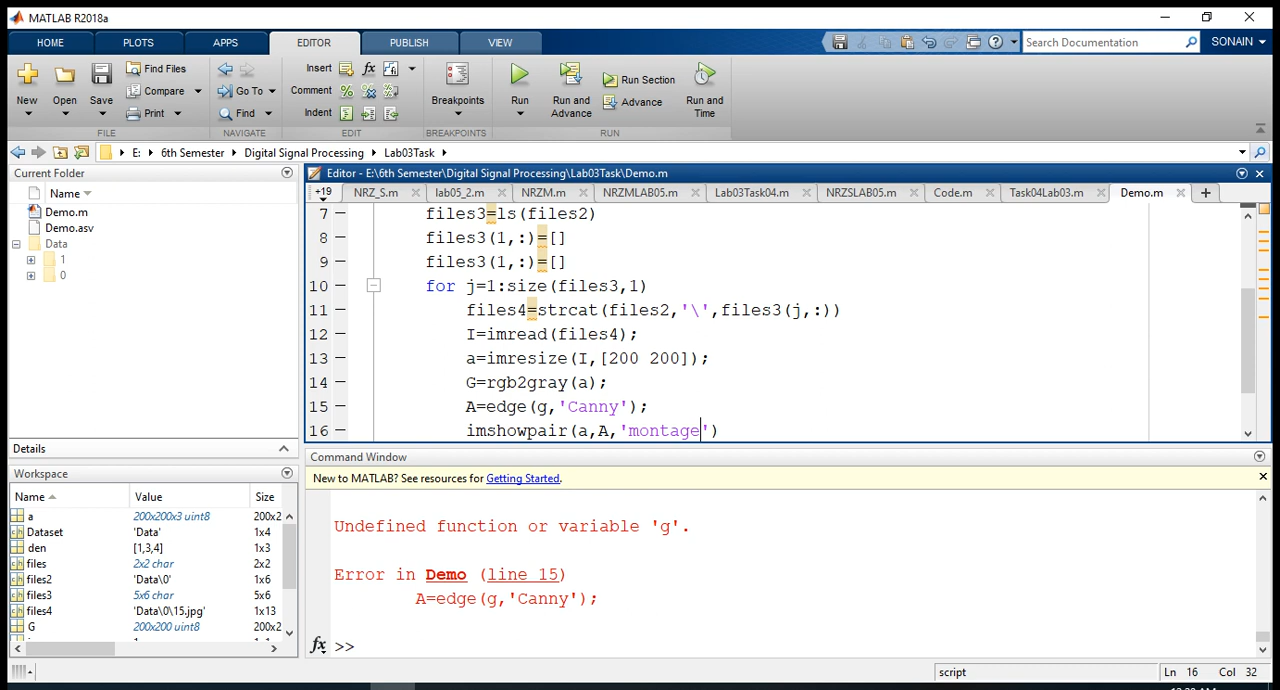 MATLAB R2018a
HOME PLOTS APPS EDITOR PUBLISH VIEW Search Documentation SONAIN
New Open Save Find Files Compare Print Go To Find Insert fx Comment Indent Breakpoints Run Run and Advance Run Section Advance Run and Time
FILE NAVIGATE EDIT BREAKPOINTS RUN
E: 6th Semester Digital Signal Processing Lab03Task
Current Folder
Name
Demo.m
Demo.asv
Data
1
0
Details
Workspace
Name Value Size
a 200x200x3 uint8 200x2
Dataset 'Data' 1x4
den [1,3,4] 1x3
files 2x2 char 2x2
files2 'Data\0' 1x6
files3 5x6 char 5x6
files4 'Data\0\15.jpg' 1x13
G 200x200 uint8 200x2
Editor - E:\6th Semester\Digital Signal Processing\Lab03Task\Demo.m
+19 NRZ_S.m lab05_2.m NRZM.m NRZMLAB05.m Lab03Task04.m NRZSLAB05.m Code.m Task04Lab03.m Demo.m
7 files3=ls(files2)
8 files3(1,:)=[]
9 files3(1,:)=[]
10 for j=1:size(files3,1)
11 files4=strcat(files2,'\',files3(j,:))
12 I=imread(files4);
13 a=imresize(I,[200 200]);
14 G=rgb2gray(a);
15 A=edge(g,'Canny');
16 imshowpair(a,A,'montage')
Command Window
New to MATLAB? See resources for Getting Started.
Undefined function or variable 'g'.
Error in Demo (line 15)
A=edge(g,'Canny');
fx >>
script Ln 16 Col 32